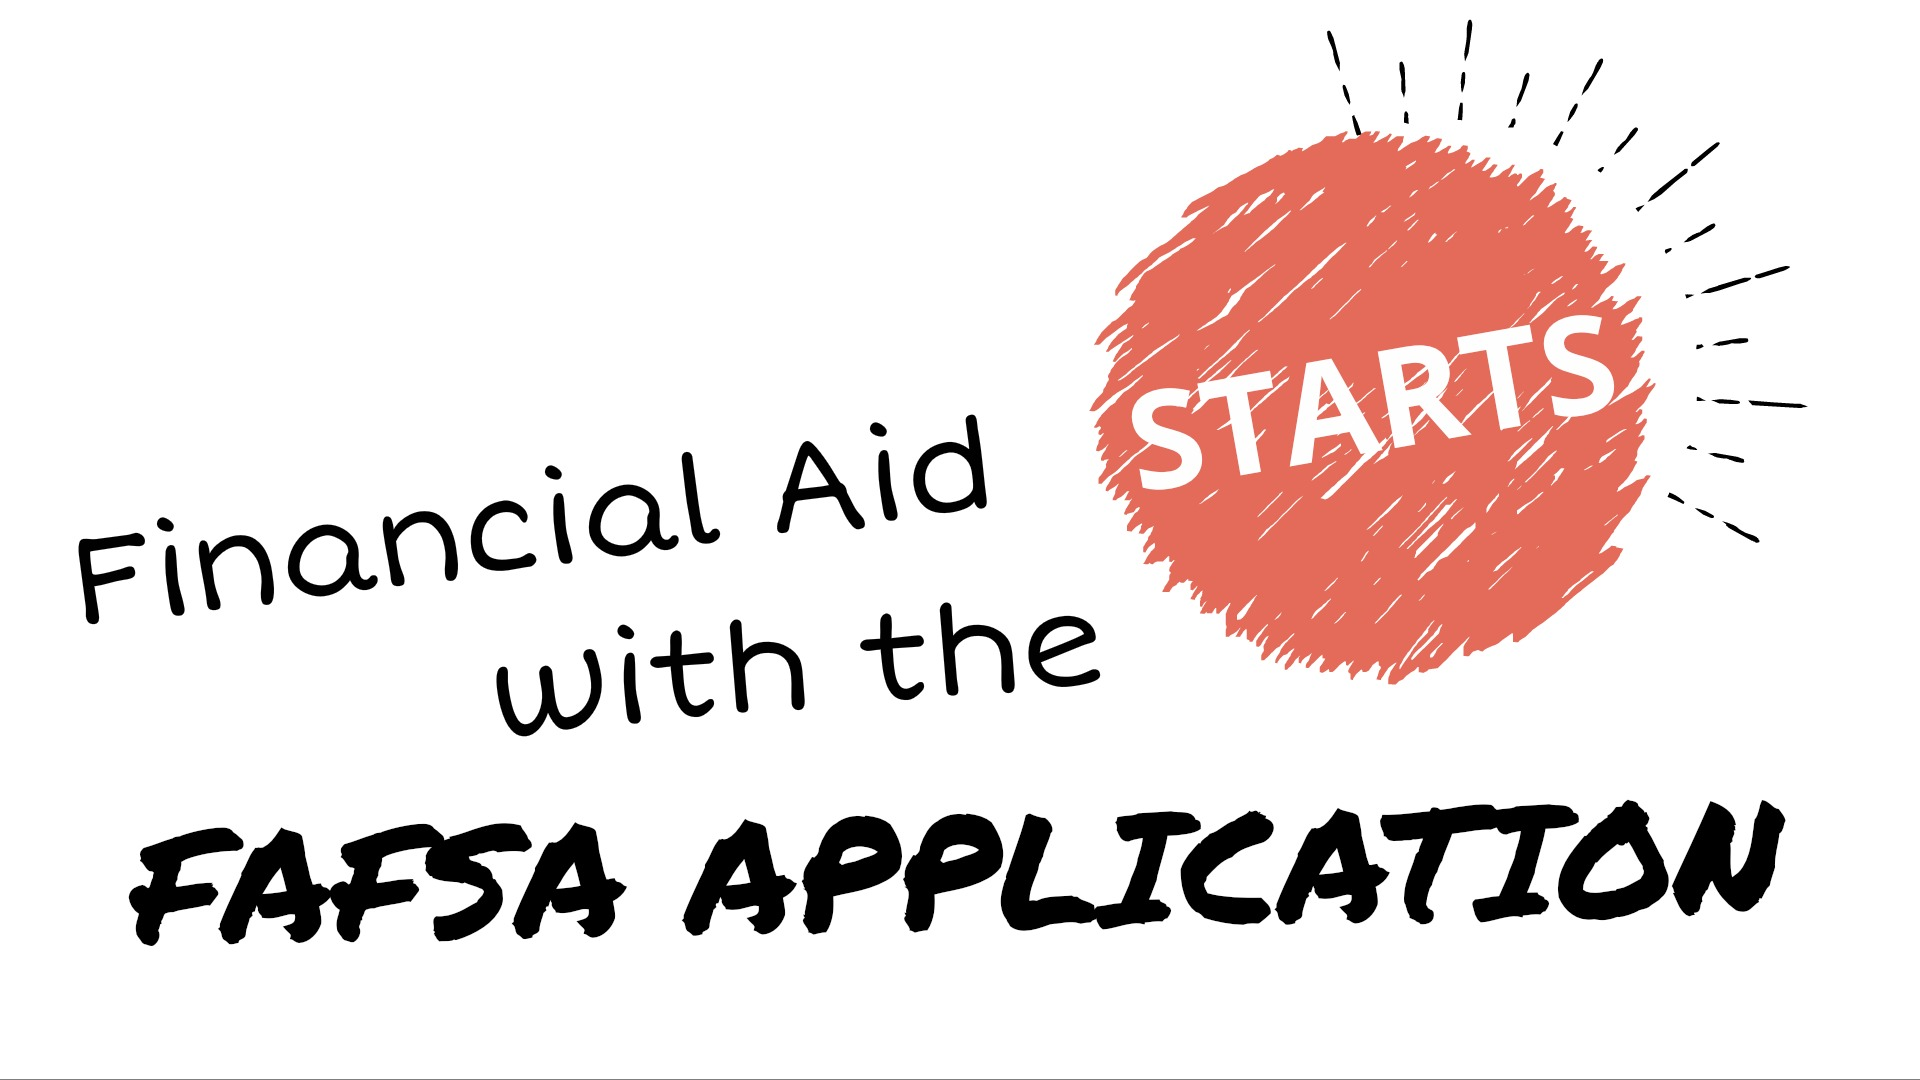 Financial Aid
STARTS
with the
FAFSA APPLICATION